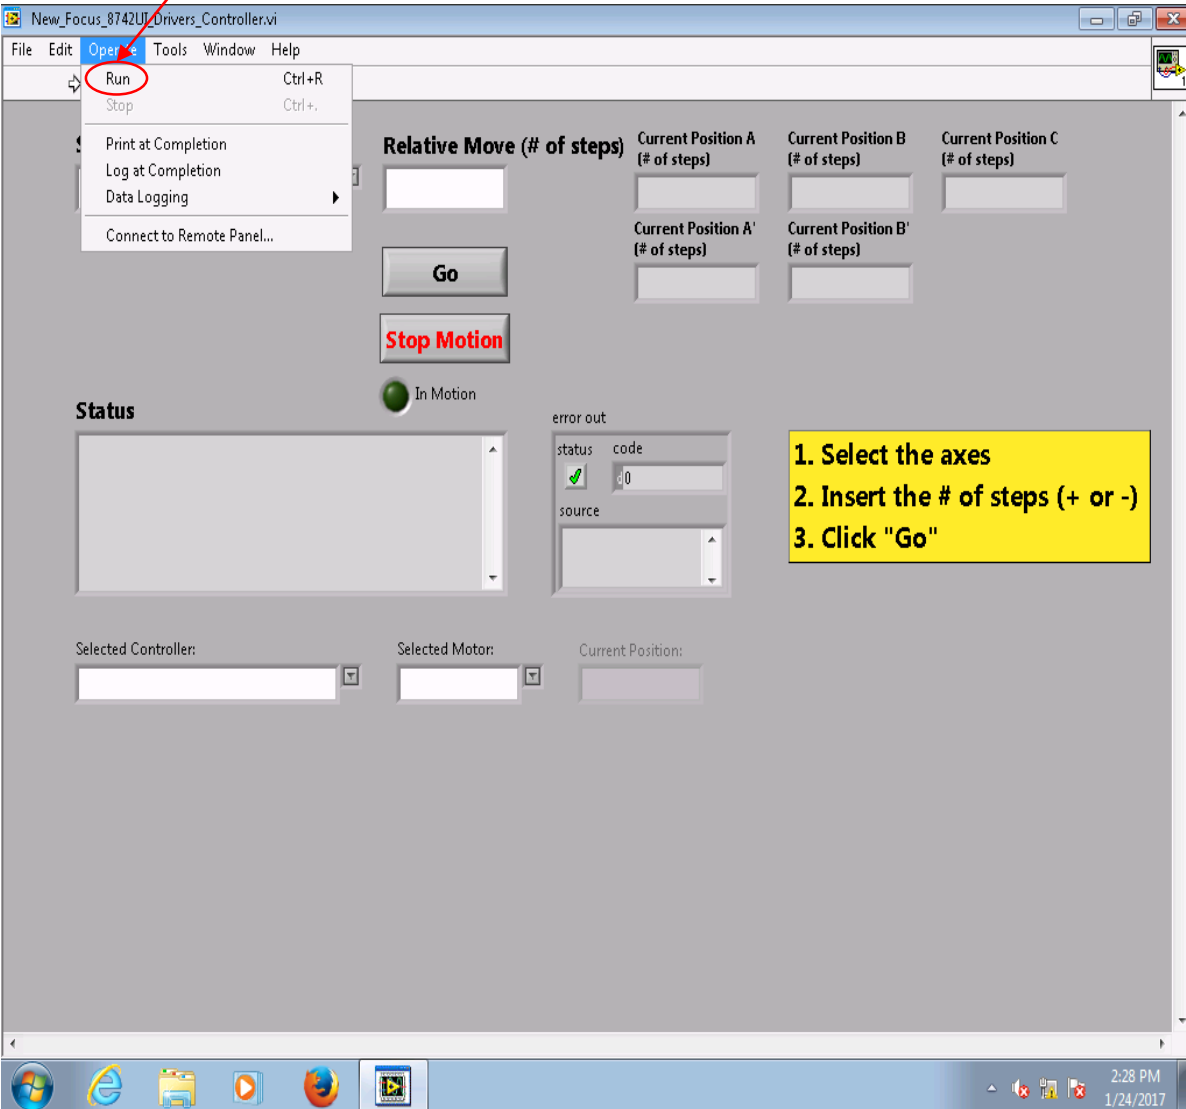 New_Focus_8742UI_Drivers_Controller.vi
File Edit Operate Tools Window Help
Run Ctrl+R
Stop Ctrl+.
Print at Completion
Log at Completion
Data Logging
Connect to Remote Panel...
Relative Move (# of steps)
Current Position A
(# of steps)
Current Position B
(# of steps)
Current Position C
(# of steps)
Current Position A'
(# of steps)
Current Position B'
(# of steps)
Go
Stop Motion
In Motion
Status
error out
status code
0
source
1. Select the axes
2. Insert the # of steps (+ or -)
3. Click "Go"
Selected Controller:
Selected Motor:
Current Position:
2:28 PM
1/24/2017